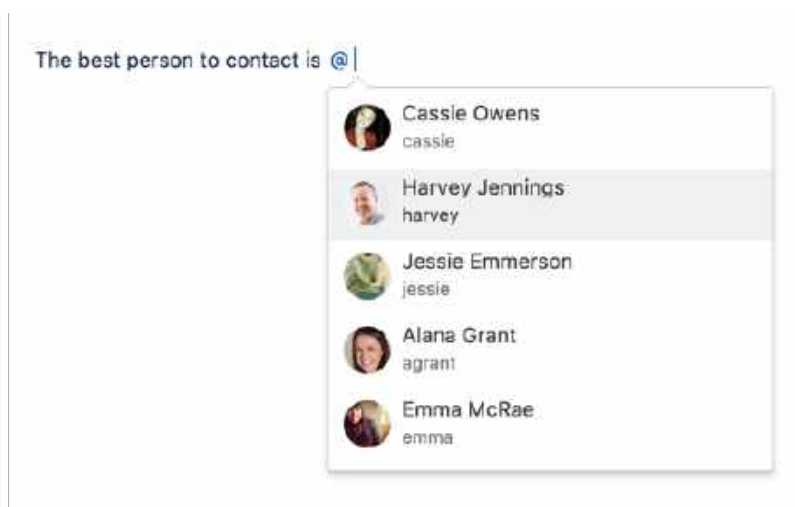 The best person to contact is @
Cassie Owens
cassie
Harvey Jennings
harvey
Jessie Emmerson
jessie
Alana Grant
agrant
Emma McRae
emma